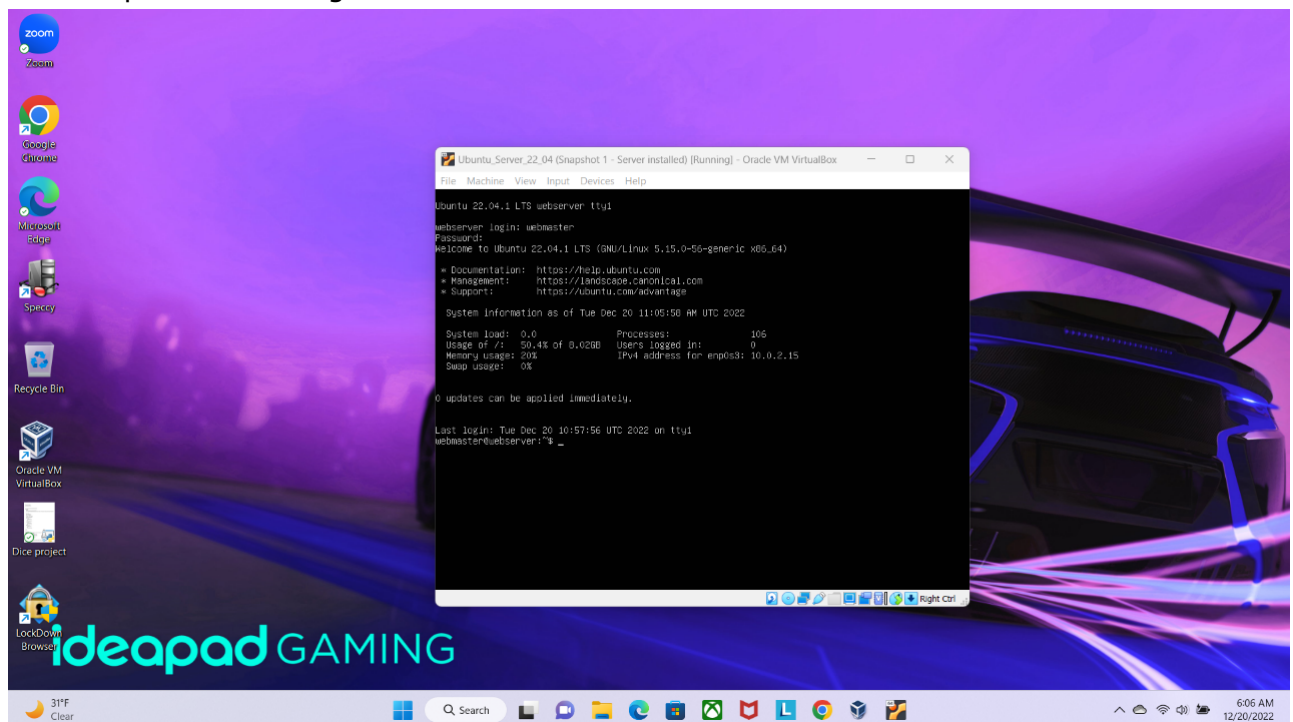 zoom
Zoom
Google
Chrome
Microsoft
Edge
Speccy
Recycle Bin
Oracle VM
VirtualBox
Dice project
LockDown
Browser
ideapad GAMING
Ubuntu_Server_22_04 (Snapshot 1 - Server installed) [Running] - Oracle VM VirtualBox
File Machine View Input Devices Help
Ubuntu 22.04.1 LTS webserver tty1
webserver login: webmaster
Password:
Welcome to Ubuntu 22.04.1 LTS (GNU/Linux 5.15.0-56-generic x86_64)
* Documentation: https://help.ubuntu.com
* Management: https://landscape.canonical.com
* Support: https://ubuntu.com/advantage
System information as of Tue Dec 20 11:05:58 AM UTC 2022
System load: 0.0 Processes: 106
Usage of /: 50.4% of 8.02GB Users logged in: 0
Memory usage: 20% IPv4 address for enp0s3: 10.0.2.15
Swap usage: 0%
0 updates can be applied immediately.
Last login: Tue Dec 20 10:57:56 UTC 2022 on tty1
webmaster@webserver:~$ _
Right Ctrl
31°F
Clear
Search
L
6:06 AM
12/20/2022